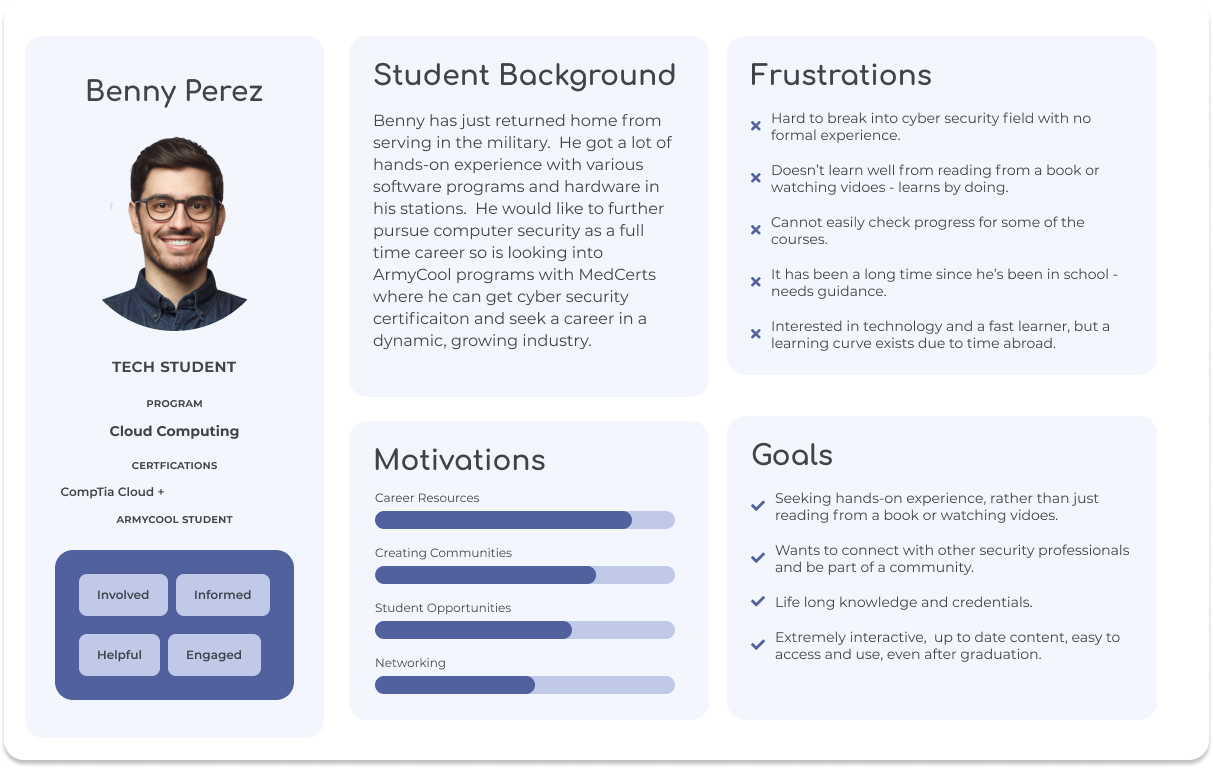 Benny Perez
TECH STUDENT
PROGRAM
Cloud Computing
CERTFICATIONS
CompTia Cloud +
ARMYCOOL STUDENT
Involved
Informed
Helpful
Engaged
Student Background
Benny has just returned home from
serving in the military.  He got a lot of
hands-on experience with various
software programs and hardware in
his stations.  He would like to further
pursue computer security as a full
time career so is looking into
ArmyCool programs with MedCerts
where he can get cyber security
certificaiton and seek a career in a
dynamic, growing industry.
Motivations
Career Resources
Creating Communities
Student Opportunities
Networking
Frustrations
Hard to break into cyber security field with no
formal experience.
Doesn’t learn well from reading from a book or
watching vidoes - learns by doing.
Cannot easily check progress for some of the
courses.
It has been a long time since he’s been in school -
needs guidance.
Interested in technology and a fast learner, but a
learning curve exists due to time abroad.
Goals
Seeking hands-on experience, rather than just
reading from a book or watching vidoes.
Wants to connect with other security professionals
and be part of a community.
Life long knowledge and credentials.
Extremely interactive,  up to date content, easy to
access and use, even after graduation.